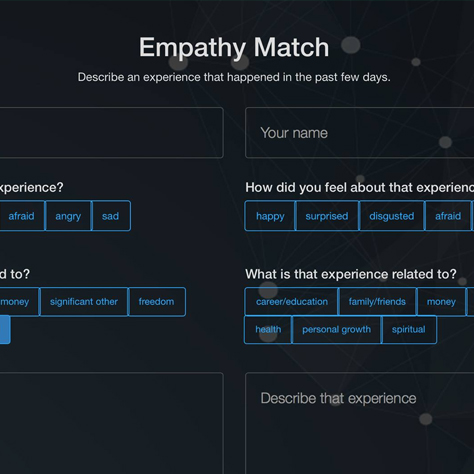 Empathy Match
Describe an experience that happened in the past few days.
Your name
xperience?
How did you feel about that experienc
afraid angry sad
happy surprised disgusted afraid
d to?
What is that experience related to?
money significant other freedom
career/education family/friends money
health personal growth spiritual
Describe that experience